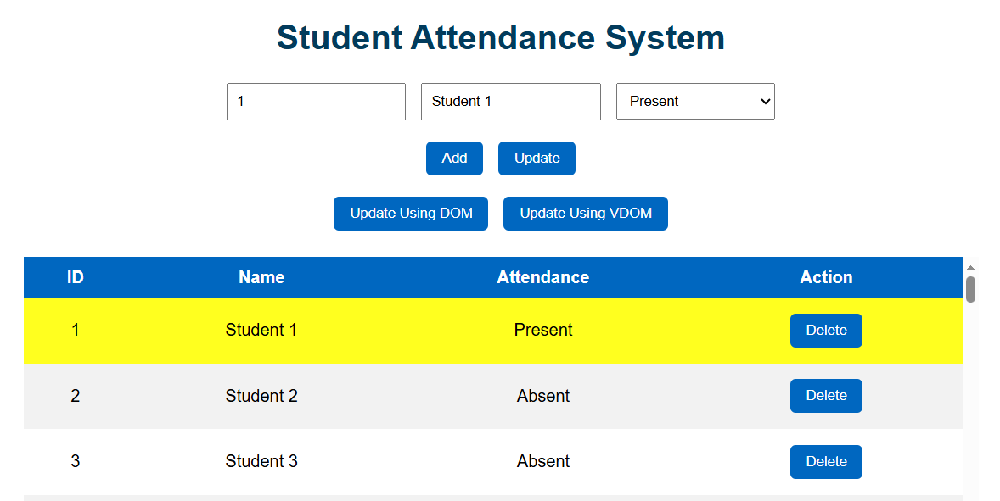 Student Attendance System
1 Student 1 Present
Add Update
Update Using DOM Update Using VDOM
ID Name Attendance Action
1 Student 1 Present Delete
2 Student 2 Absent Delete
3 Student 3 Absent Delete